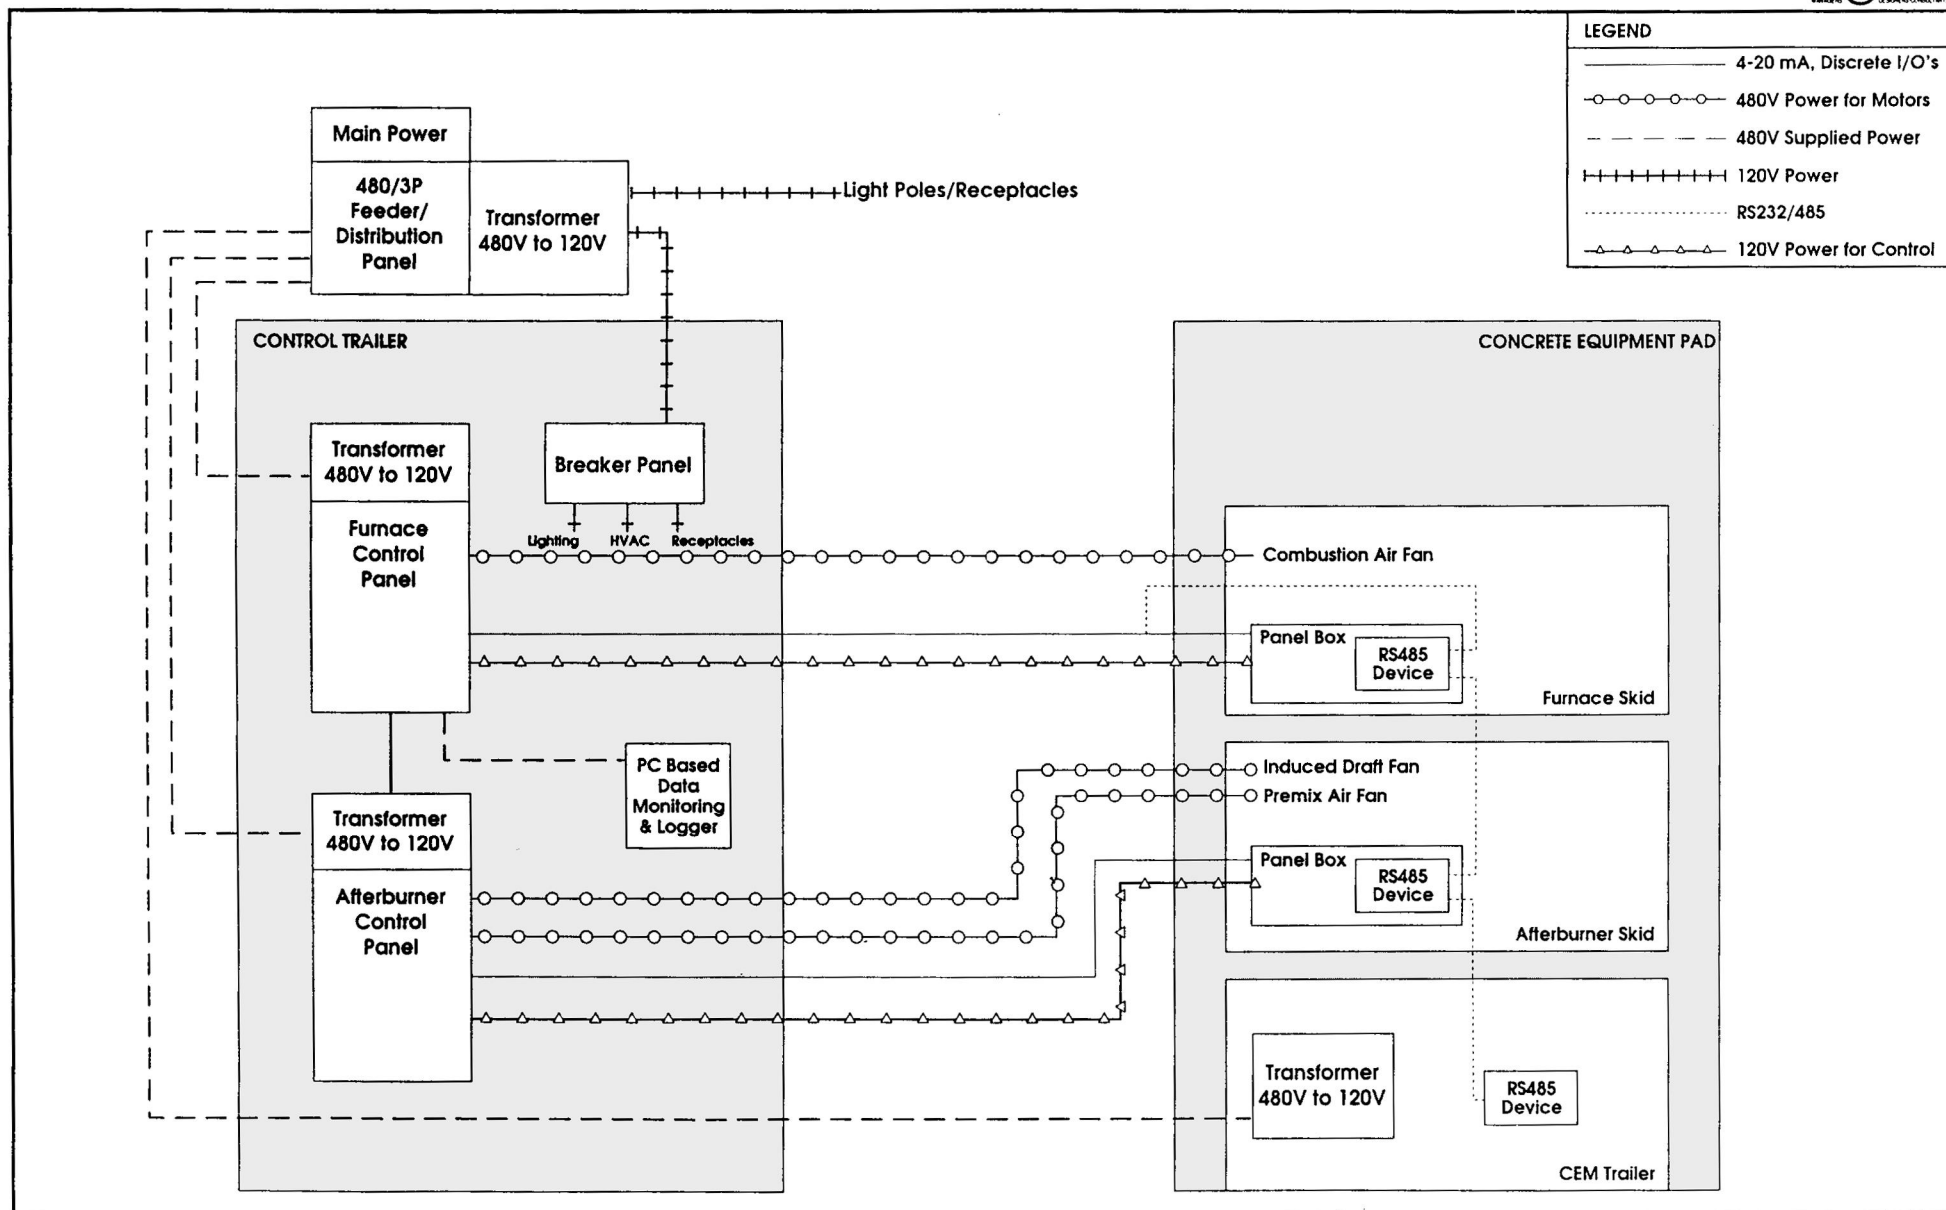 LEGEND
4-20 mA, Discrete I/O's
480V Power for Motors
480V Supplied Power
120V Power
RS232/485
120V Power for Control
Main Power
480/3P
Feeder/
Distribution
Panel
Transformer
480V to 120V
Light Poles/Receptacles
CONTROL TRAILER
Transformer
480V to 120V
Furnace
Control
Panel
Breaker Panel
Lighting HVAC Receptacles
PC Based
Data
Monitoring
& Logger
Transformer
480V to 120V
Afterburner
Control
Panel
CONCRETE EQUIPMENT PAD
Combustion Air Fan
Panel Box
RS485
Device
Furnace Skid
Induced Draft Fan
Premix Air Fan
Panel Box
RS485
Device
Afterburner Skid
Transformer
480V to 120V
RS485
Device
CEM Trailer